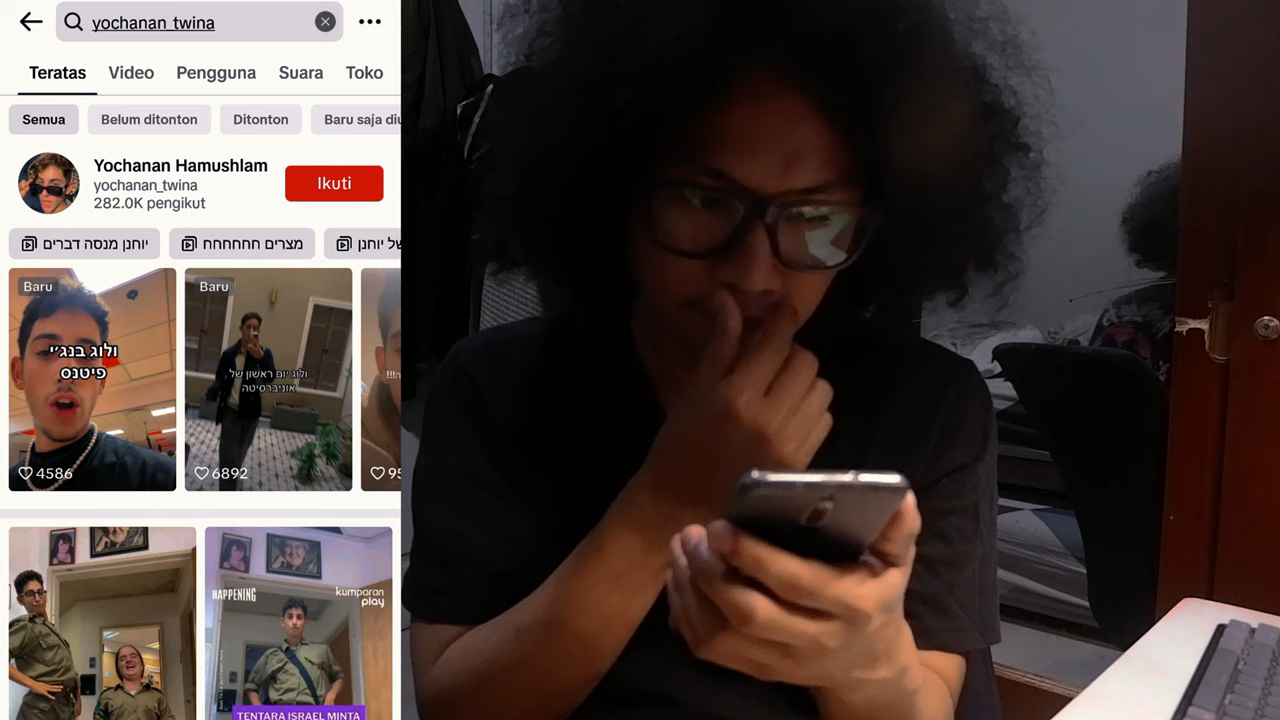 yochanan_twina
Teratas Video Pengguna Suara Toko
Semua Belum ditonton Ditonton Baru saja diu
Yochanan Hamushlam
yochanan_twina
282.0K pengikut
Ikuti
יוחנן מנסה דברים
מצרים חחחחחח
של יוחנן
Baru
ולוג בנג׳י
פיטנס
4586
Baru
ולוג יום ראשון של
אוניברסיטה
6892
95
HAPPENING
kumparan
play
TENTARA ISRAEL MINTA